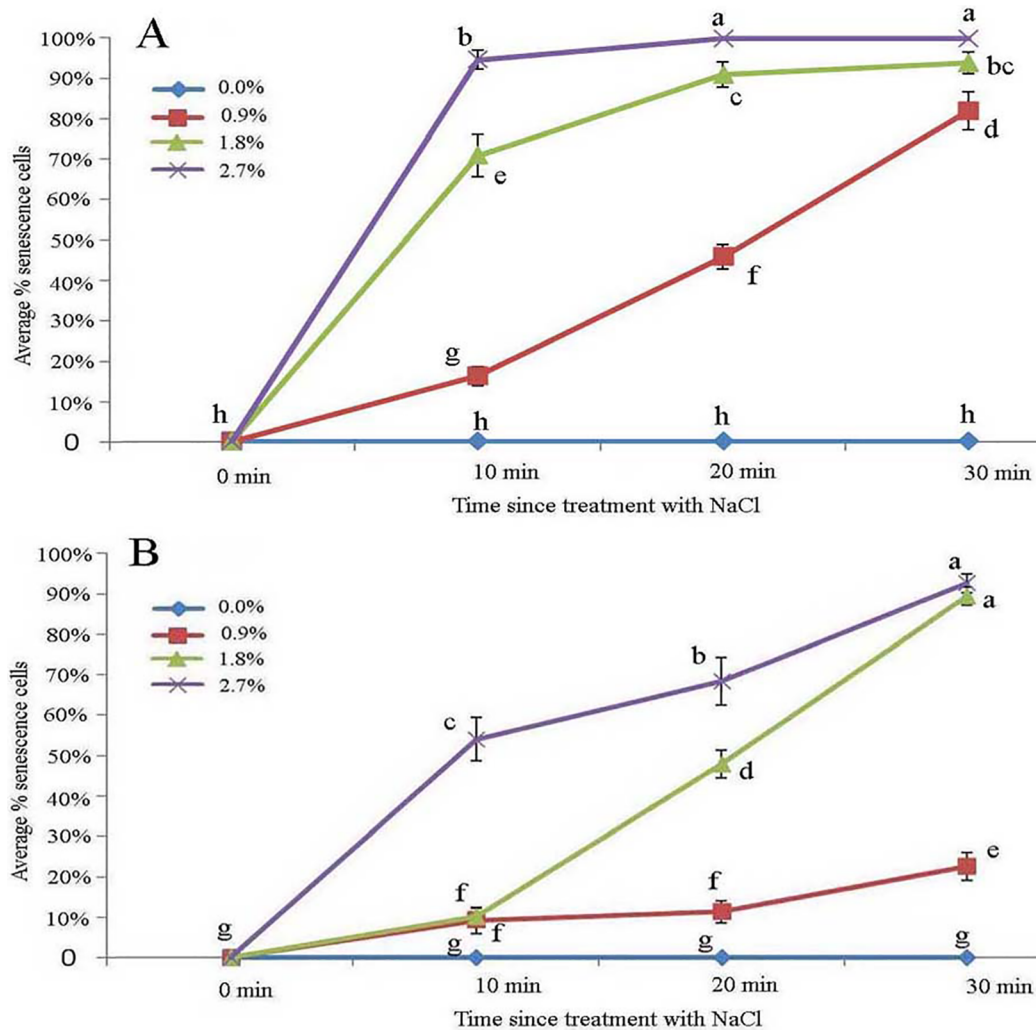 A
a
a
100%
b
90%
0.0%
bc
c
80%
0.9%
d
70%
1.8%
e
2.7%
60%
50%
40%
f
30%
20%
g
10%
h
h
h
h
0
0 min
10 min
20 min
30 min
Average % senescence cells
Time since treatment with NaCl
B
100%
a
90%
0.0%
a
80%
0.9%
70%
1.8%
b
2.7%
60%
c
50%
d
40%
30%
e
20%
f
f
10%
f
g
g
g
g
0
0 min
10 min
20 min
30 min
Average % senescence cells
Time since treatment with NaCl